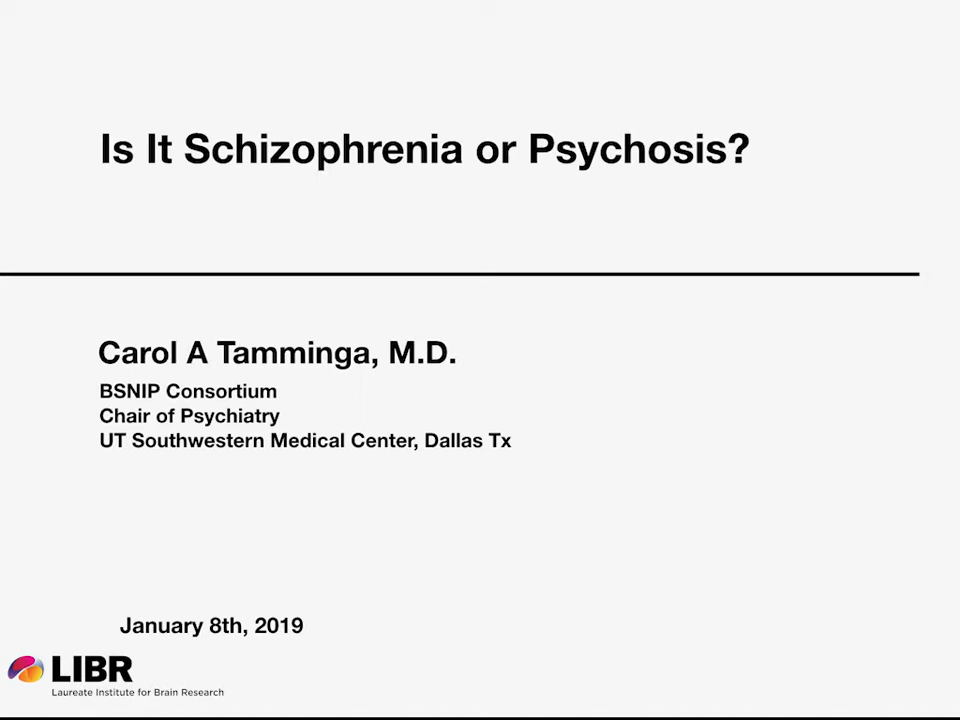 Is It Schizophrenia or Psychosis?
Carol A Tamminga, M.D.
BSNIP Consortium
Chair of Psychiatry
UT Southwestern Medical Center, Dallas Tx
January 8th, 2019
LIBR
Laureate Institute for Brain Research